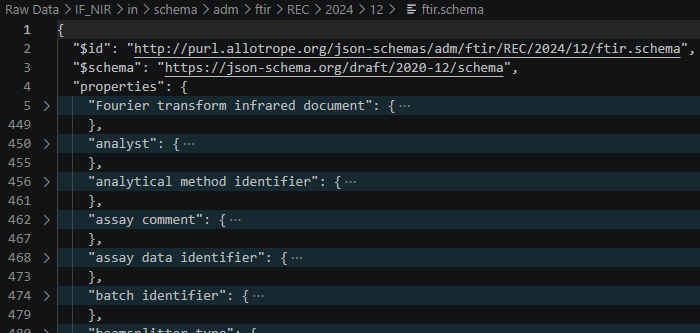 Raw Data > IF_NIR > in > schema > adm > ftir > REC > 2024 > 12 > ftir.schema
1 {
2 "$id": "http://purl.allotrope.org/json-schemas/adm/ftir/REC/2024/12/ftir.schema",
3 "$schema": "https://json-schema.org/draft/2020-12/schema",
4 "properties": {
5 > "Fourier transform infrared document": { ···
449 },
450 > "analyst": { ···
455 },
456 > "analytical method identifier": { ···
461 },
462 > "assay comment": { ···
467 },
468 > "assay data identifier": { ···
473 },
474 > "batch identifier": { ···
479 },
480 > "beamsplitter type": {